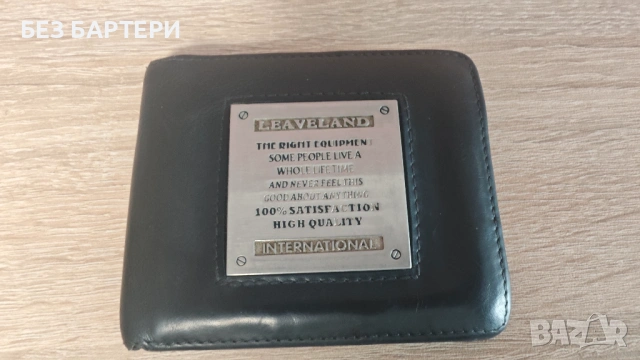 БЕЗ БАРТЕРИ
LEAVELAND
THE RIGHT EQUIPMENT
SOME PEOPLE LIVE A
WHOLE LIFE TIME
AND NEVER FEEL THIS
GOOD ABOUT ANYTHING
100% SATISFACTION
HIGH QUALITY
INTERNATIONAL
BAZAR